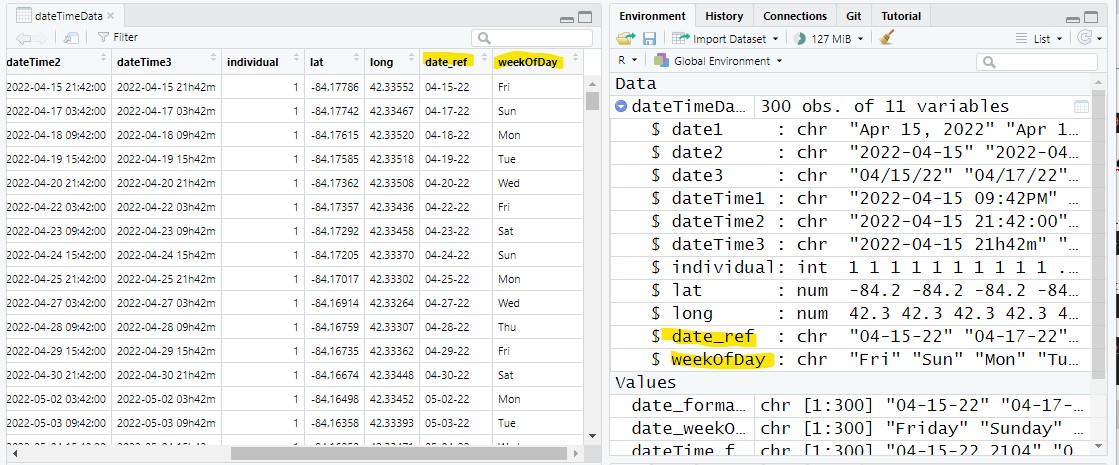 dateTimeData
Filter
dateTime2 dateTime3 individual lat long date_ref weekOfDay
2022-04-15 21:42:00 2022-04-15 21h42m 1 -84.17786 42.33552 04-15-22 Fri
2022-04-17 03:42:00 2022-04-17 03h42m 1 -84.17742 42.33467 04-17-22 Sun
2022-04-18 09:42:00 2022-04-18 09h42m 1 -84.17615 42.33520 04-18-22 Mon
2022-04-19 15:42:00 2022-04-19 15h42m 1 -84.17585 42.33518 04-19-22 Tue
2022-04-20 21:42:00 2022-04-20 21h42m 1 -84.17362 42.33508 04-20-22 Wed
2022-04-22 03:42:00 2022-04-22 03h42m 1 -84.17357 42.33436 04-22-22 Fri
2022-04-23 09:42:00 2022-04-23 09h42m 1 -84.17292 42.33458 04-23-22 Sat
2022-04-24 15:42:00 2022-04-24 15h42m 1 -84.17205 42.33370 04-24-22 Sun
2022-04-25 21:42:00 2022-04-25 21h42m 1 -84.17017 42.33302 04-25-22 Mon
2022-04-27 03:42:00 2022-04-27 03h42m 1 -84.16914 42.33264 04-27-22 Wed
2022-04-28 09:42:00 2022-04-28 09h42m 1 -84.16759 42.33307 04-28-22 Thu
2022-04-29 15:42:00 2022-04-29 15h42m 1 -84.16735 42.33362 04-29-22 Fri
2022-04-30 21:42:00 2022-04-30 21h42m 1 -84.16674 42.33448 04-30-22 Sat
2022-05-02 03:42:00 2022-05-02 03h42m 1 -84.16498 42.33452 05-02-22 Mon
2022-05-03 09:42:00 2022-05-03 09h42m 1 -84.16358 42.33393 05-03-22 Tue
Environment History Connections Git Tutorial
Import Dataset 127 MiB List
R Global Environment
Data
dateTimeDa… 300 obs. of 11 variables
$ date1 : chr "Apr 15, 2022" "Apr 1…
$ date2 : chr "2022-04-15" "2022-04…
$ date3 : chr "04/15/22" "04/17/22"…
$ dateTime1 : chr "2022-04-15 09:42PM" …
$ dateTime2 : chr "2022-04-15 21:42:00"…
$ dateTime3 : chr "2022-04-15 21h42m" "…
$ individual: int 1 1 1 1 1 1 1 1 1 .…
$ lat : num -84.2 -84.2 -84.2 -84…
$ long : num 42.3 42.3 42.3 42.3 4…
$ date_ref : chr "04-15-22" "04-17-22"…
$ weekOfDay : chr "Fri" "Sun" "Mon" "Tu…
Values
date_forma… chr [1:300] "04-15-22" "04-17-…
date_weekO… chr [1:300] "Friday" "Sunday" …
dateTime_f… chr [1:300] "04-15-22 2104" "0…